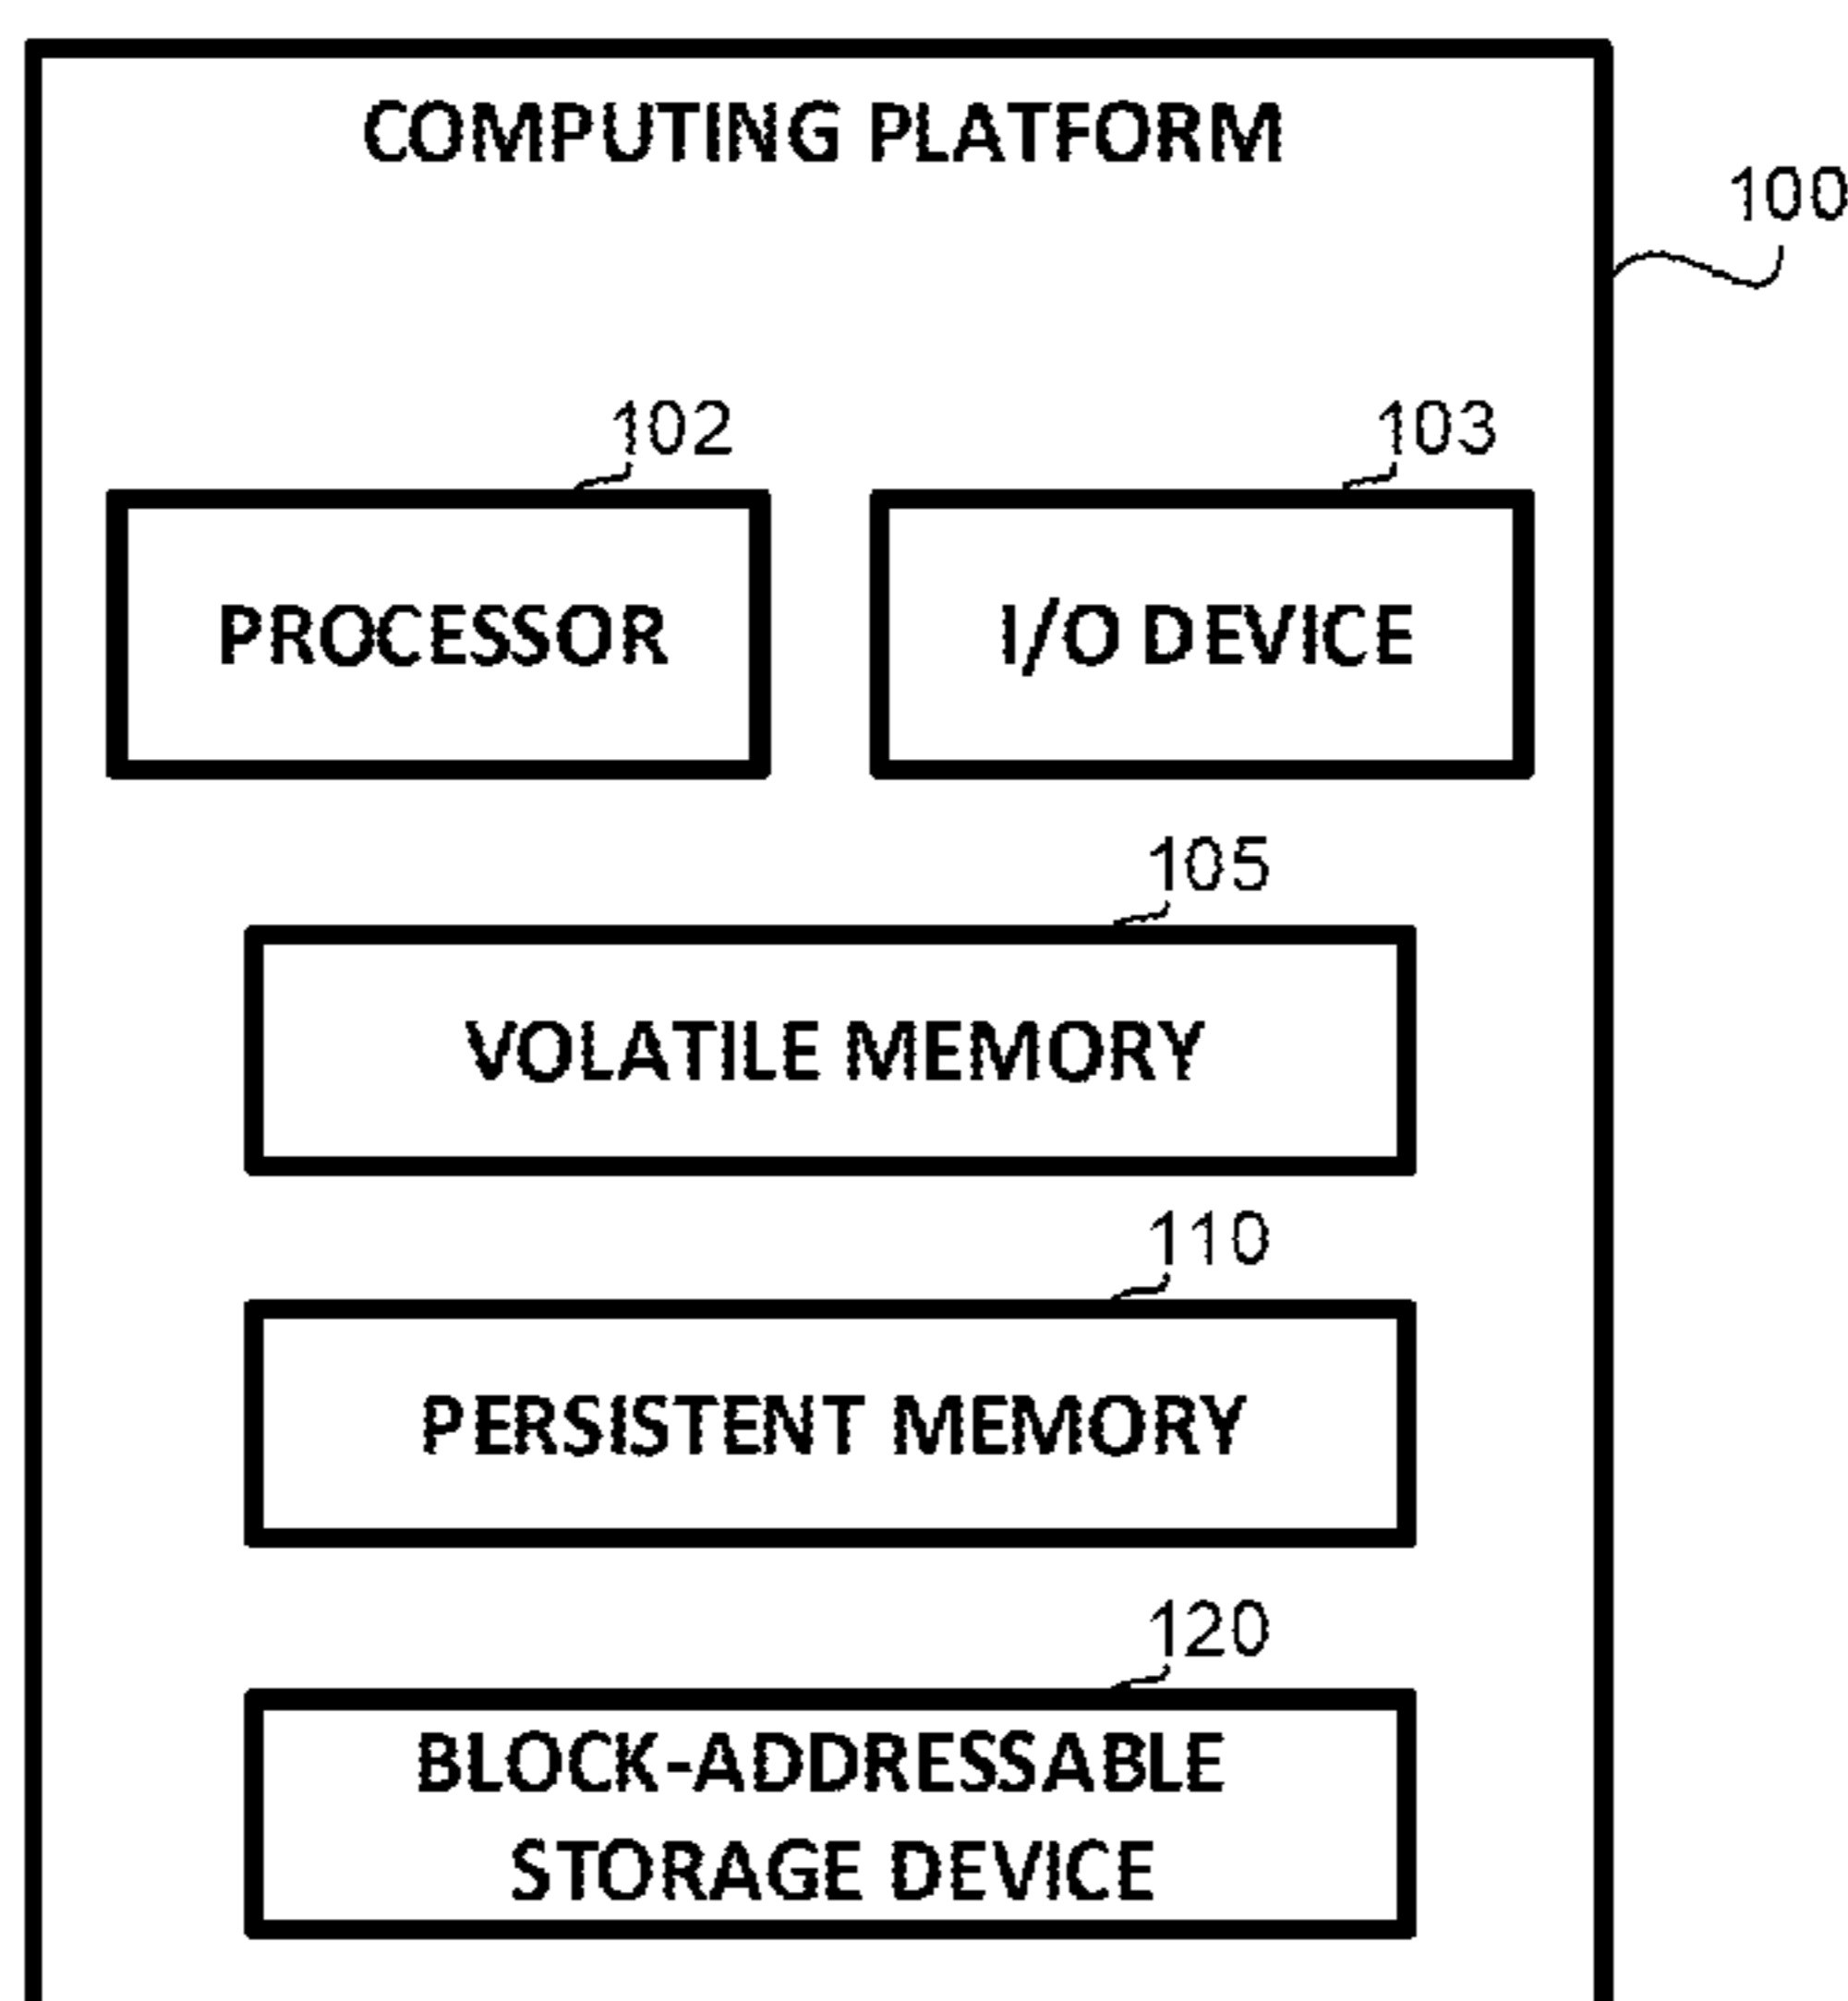 COMPUTING PLATFORM
100
102
103
PROCESSOR
I/O DEVICE
105
VOLATILE MEMORY
110
PERSISTENT MEMORY
120
BLOCK-ADDRESSABLE
STORAGE DEVICE